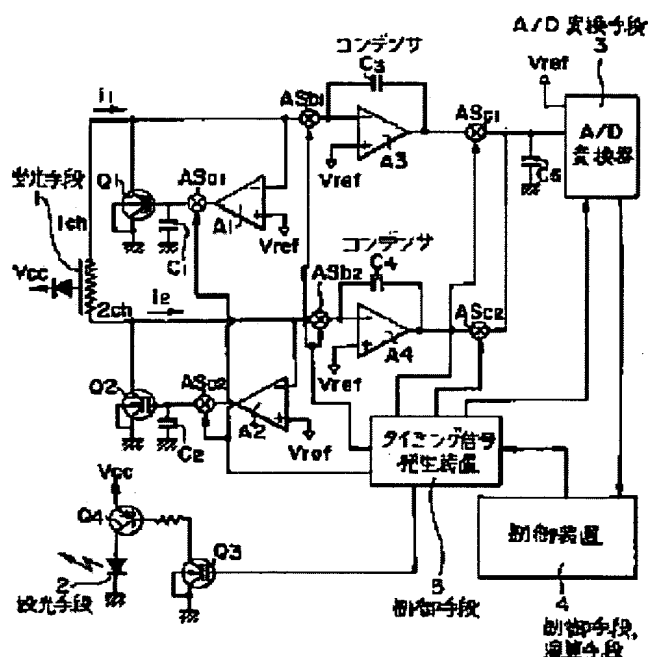 A/D変換手段
3
コンデンサ
C3
Vref
i1
ASb1
ASc1
A/D
変換器
A3
Vref
C5
Q1
ASa1
受光手段
1
1ch
A1
Vref
C1
コンデンサ
C4
Vcc
i2
ASb2
2ch
ASc2
A4
Vref
Q2
ASa2
A2
C2
Vref
タイミング信号
発生装置
Vcc
Q4
制御装置
Q3
2
投光手段
5
制御手段
4
制御手段,
演算手段